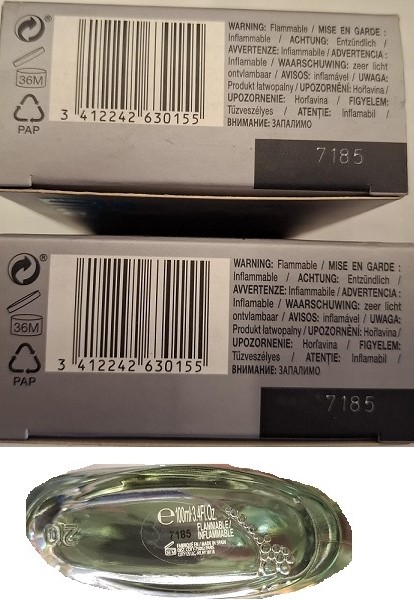 WARNING: Flammable / MISE EN GARDE :
Inflammable / ACHTUNG: Entzündlich /
AVVERTENZE: Infiammabile / ADVERTENCIA :
Inflamable / WAARSCHUWING: zeer licht
ontvlambaar / AVISOS: inflamável / UWAGA:
Produkt łatwopalny / UPOZORNĚNÍ: Hořlavina /
UPOZORNENIE: Horľavina / FIGYELEM:
Tűzveszélyes / ATENȚIE: Inflamabil /
ВНИМАНИЕ: ЗАПАЛИМО
36M
PAP
3 412242 630155
7185
WARNING: Flammable / MISE EN GARDE :
Inflammable / ACHTUNG: Entzündlich /
AVVERTENZE: Infiammabile / ADVERTENCIA :
Inflamable / WAARSCHUWING: zeer licht
ontvlambaar / AVISOS: inflamável / UWAGA:
Produkt łatwopalny / UPOZORNĚNÍ: Hořlavina /
UPOZORNENIE: Horľavina / FIGYELEM:
Tűzveszélyes / ATENȚIE: Inflamabil /
ВНИМАНИЕ: ЗАПАЛИМО
36M
PAP
3 412242 630155
7185
℮100ml 3.4Fl.Oz.
7185
FLAMMABLE/
INFLAMMABLE
FABRIQUÉ EN / MADE IN SPAIN